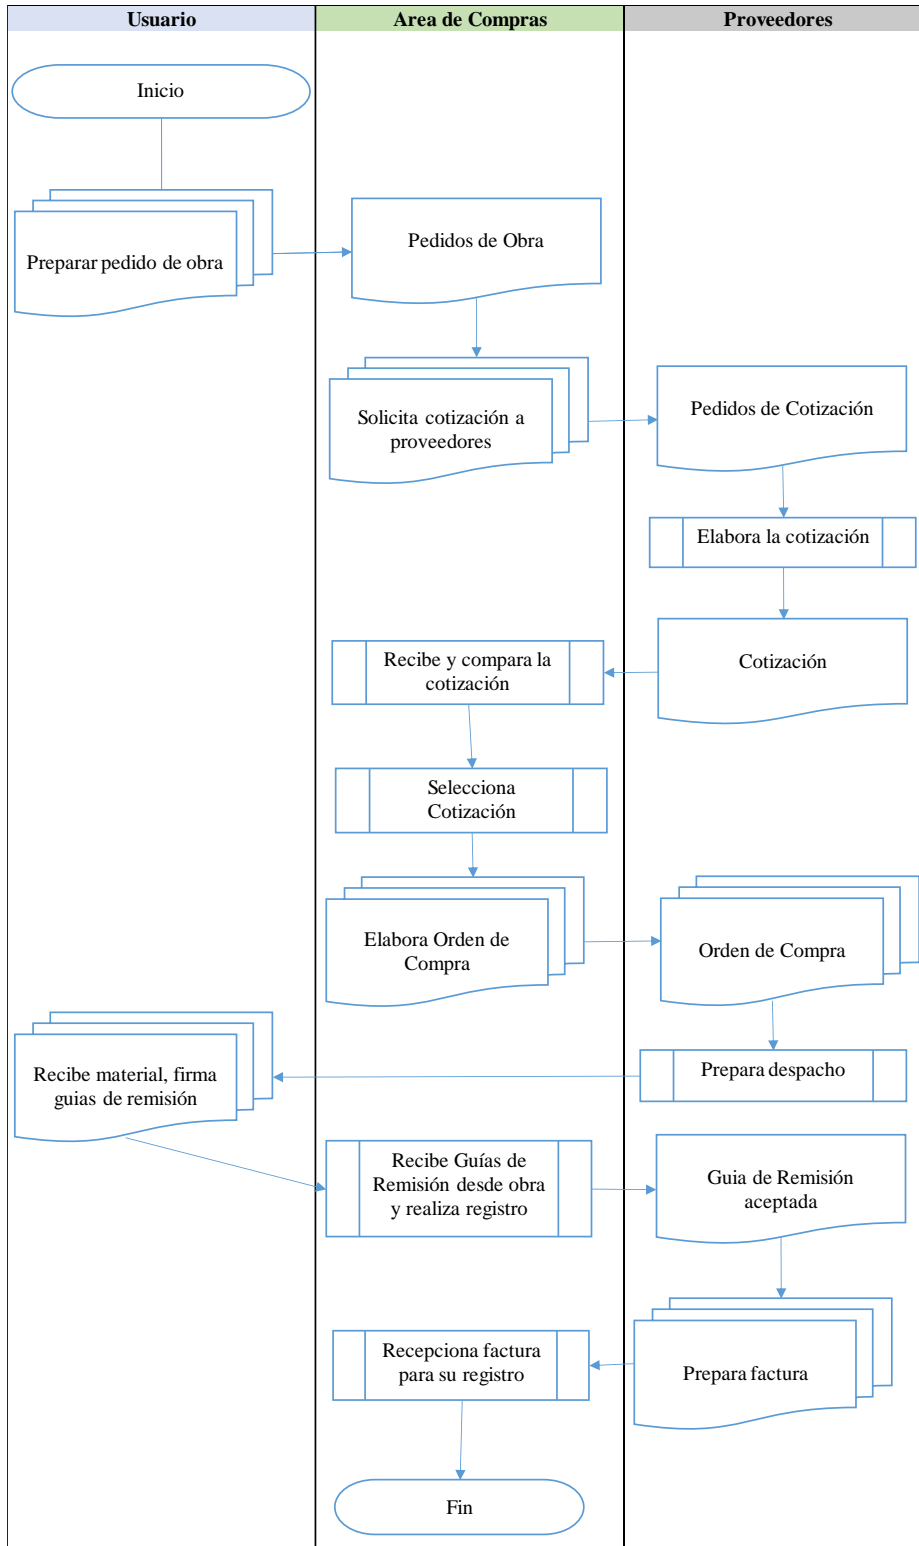 Usuario
Area de Compras
Proveedores
Inicio
Preparar pedido de obra
Pedidos de Obra
Solicita cotización a
proveedores
Pedidos de Cotización
Elabora la cotización
Cotización
Recibe y compara la
cotización
Selecciona
Cotización
Elabora Orden de
Compra
Orden de Compra
Prepara despacho
Recibe material, firma
guias de remisión
Recibe Guías de
Remisión desde obra
y realiza registro
Guia de Remisión
aceptada
Prepara factura
Recepciona factura
para su registro
Fin